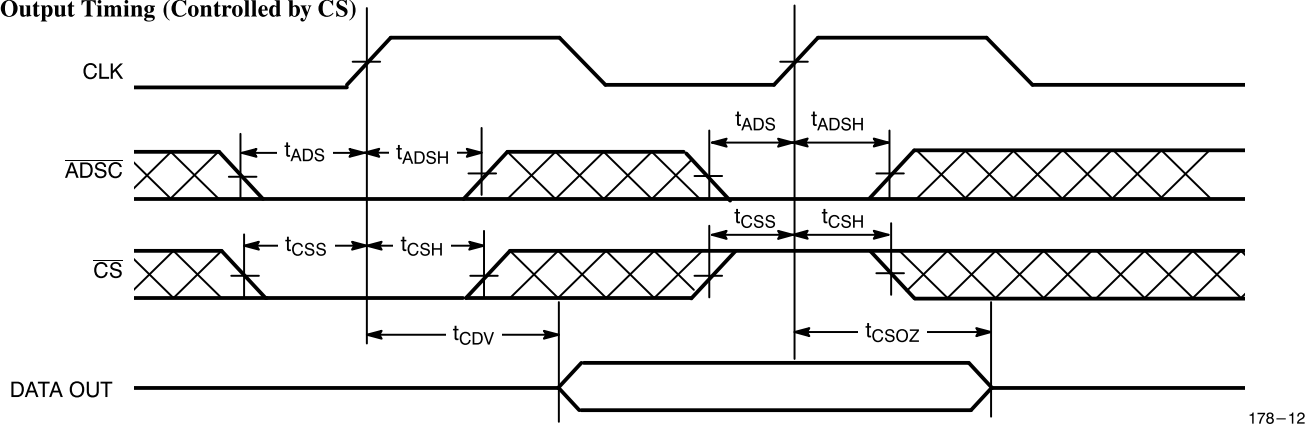 Output Timing (Controlled by CS)
CLK
tADS tADSH
tADS tADSH
ADSC
tCSS tCSH
tCSS tCSH
CS
tCDV tCSOZ
DATA OUT
178−12